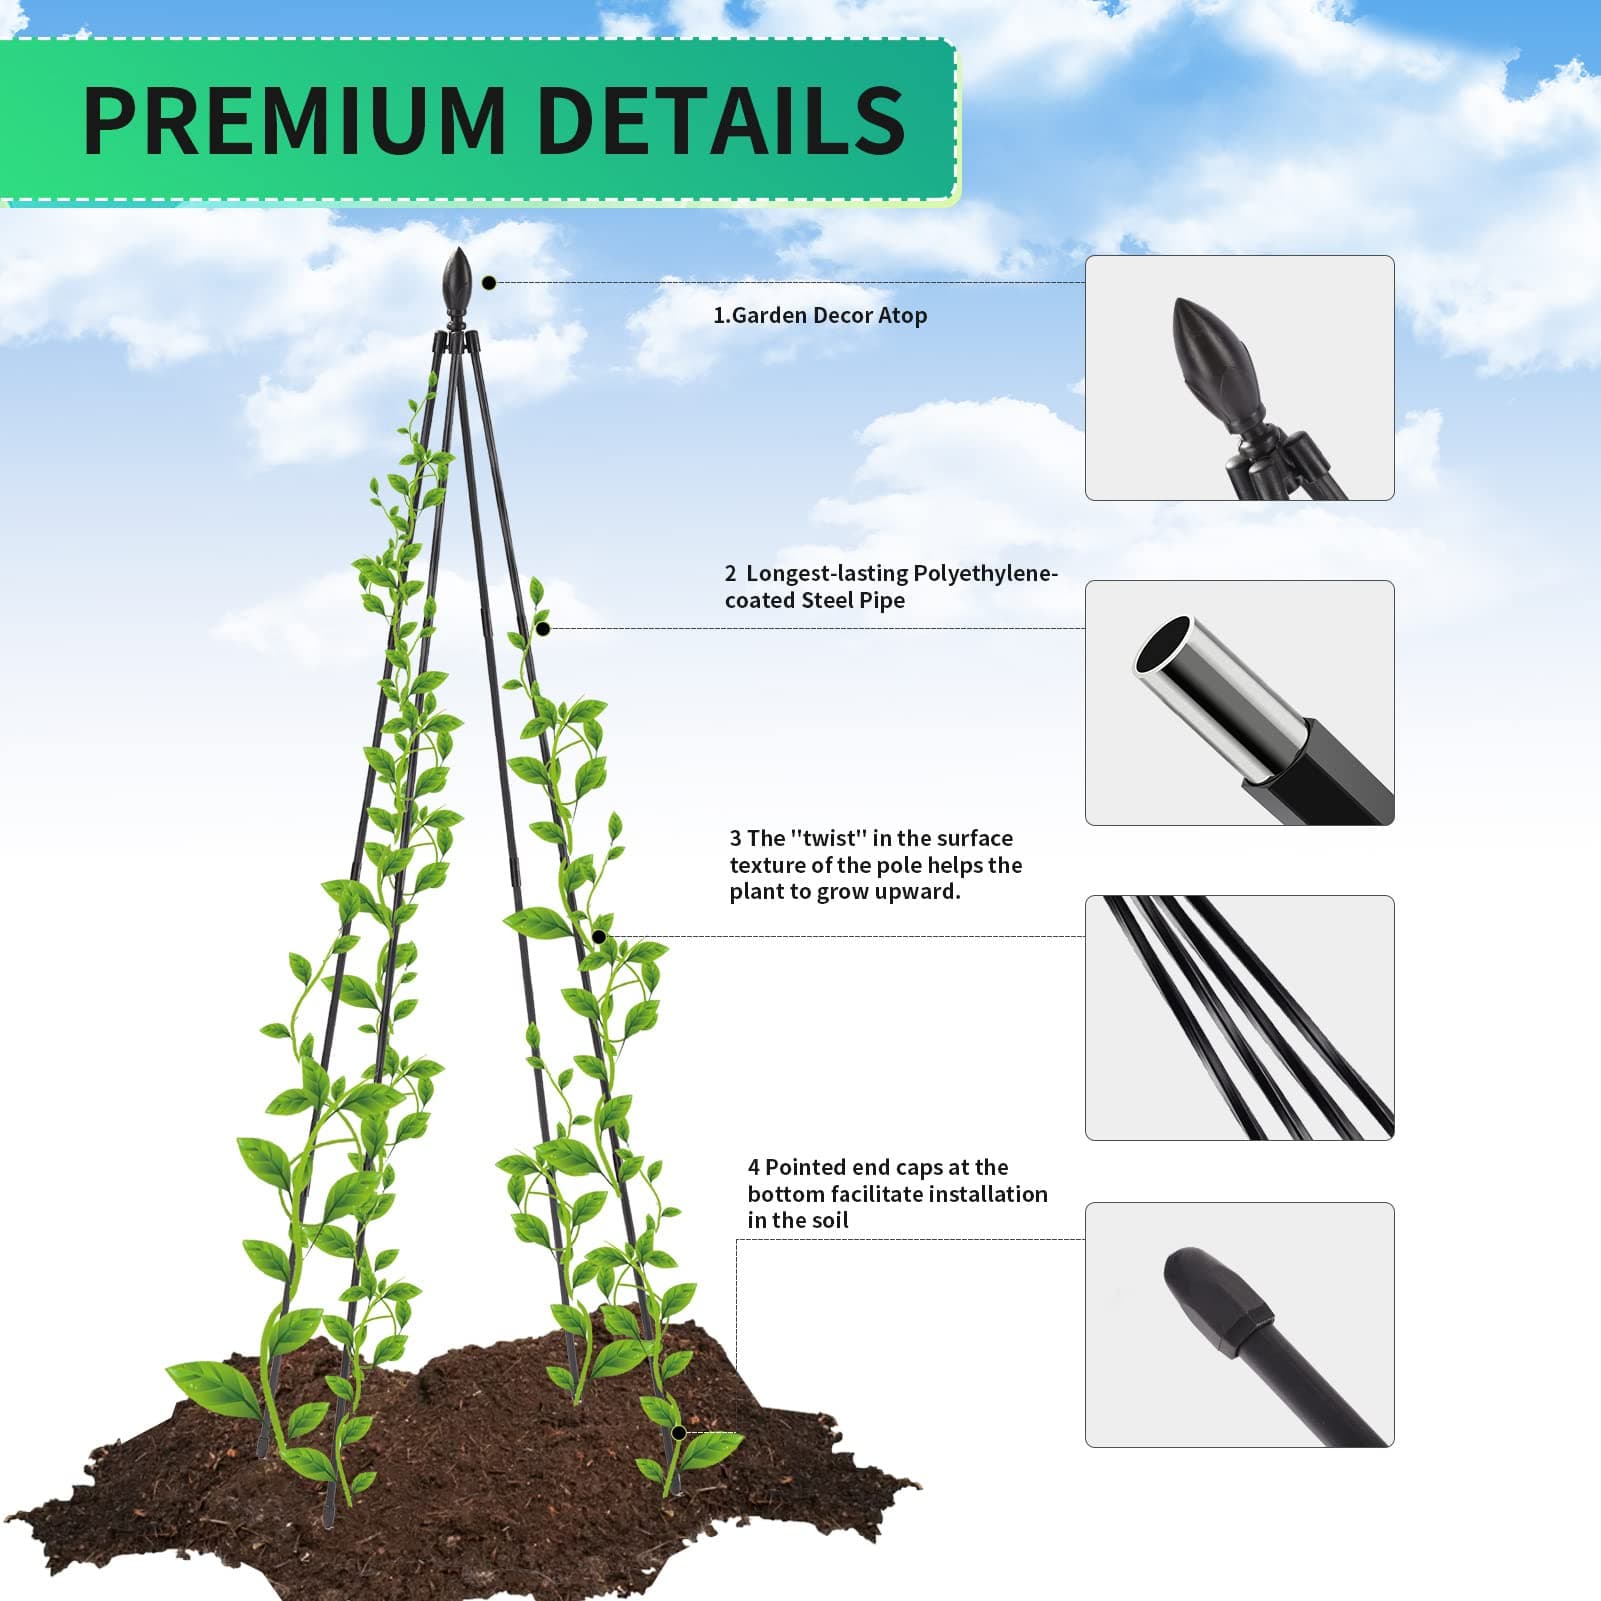 PREMIUM DETAILS
1.Garden Decor Atop
2  Longest-lasting Polyethylene-
coated Steel Pipe
3 The "twist" in the surface
texture of the pole helps the
plant to grow upward.
4 Pointed end caps at the
bottom facilitate installation
in the soil